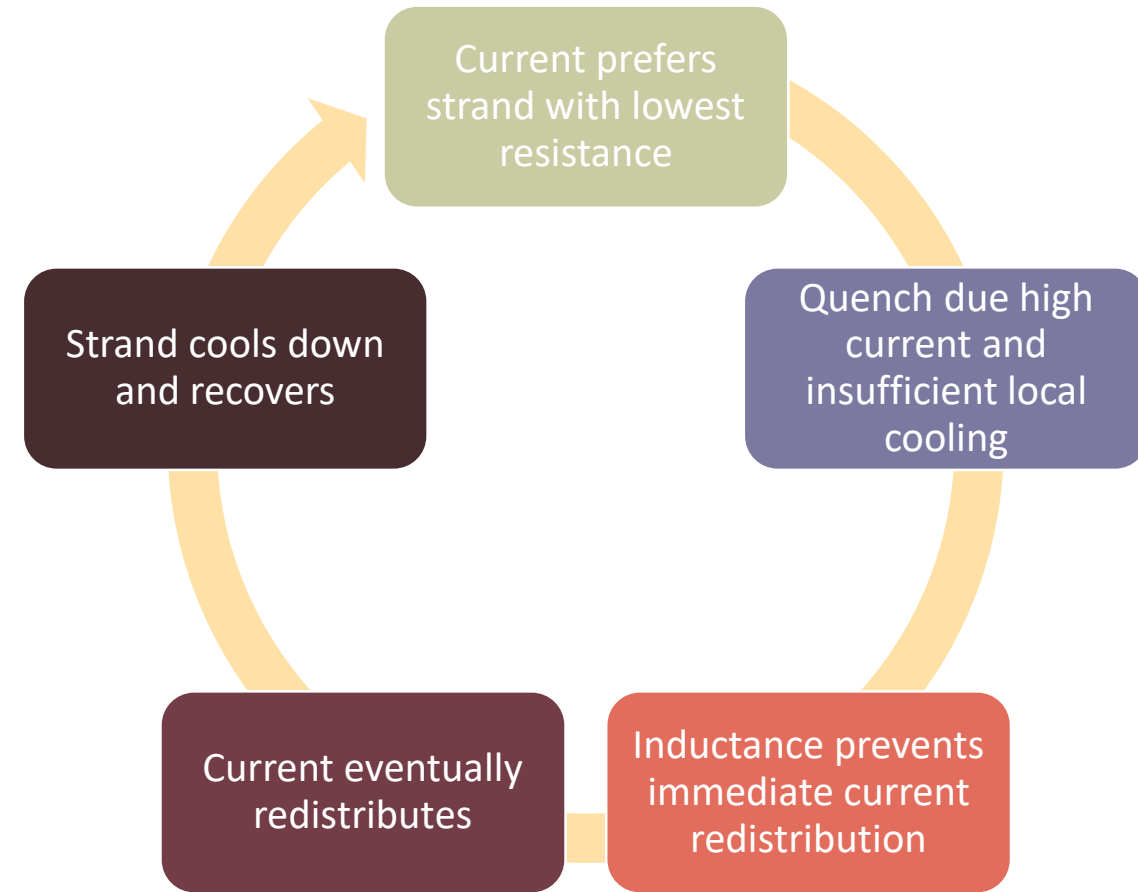 Current prefers
strand with lowest
resistance
Quench due high
current and
insufficient local
cooling
Inductance prevents
immediate current
redistribution
Current eventually
redistributes
Strand cools down
and recovers